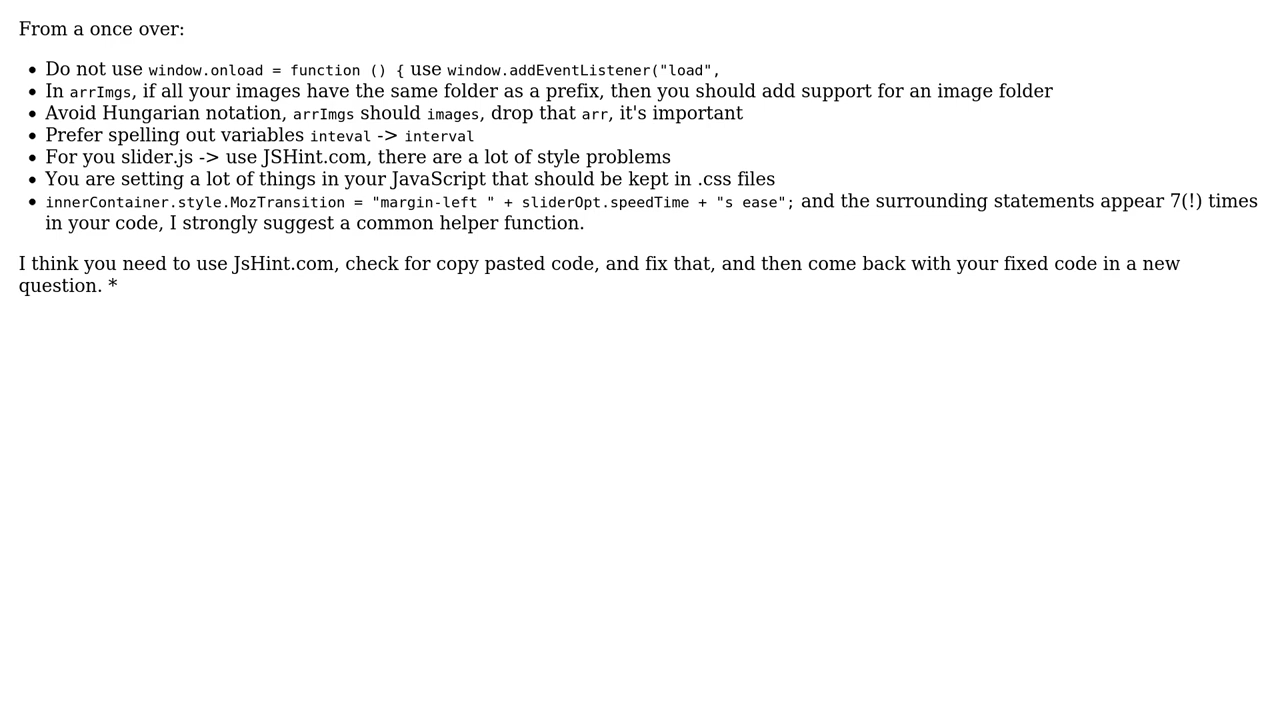 From a once over:
• Do not use window.onload = function () { use window.addEventListener("load",
• In arrImgs, if all your images have the same folder as a prefix, then you should add support for an image folder
• Avoid Hungarian notation, arrImgs should images, drop that arr, it's important
• Prefer spelling out variables inteval -> interval
• For you slider.js -> use JSHint.com, there are a lot of style problems
• You are setting a lot of things in your JavaScript that should be kept in .css files
• innerContainer.style.MozTransition = "margin-left " + sliderOpt.speedTime + "s ease"; and the surrounding statements appear 7(!) times
in your code, I strongly suggest a common helper function.
I think you need to use JsHint.com, check for copy pasted code, and fix that, and then come back with your fixed code in a new
question. *